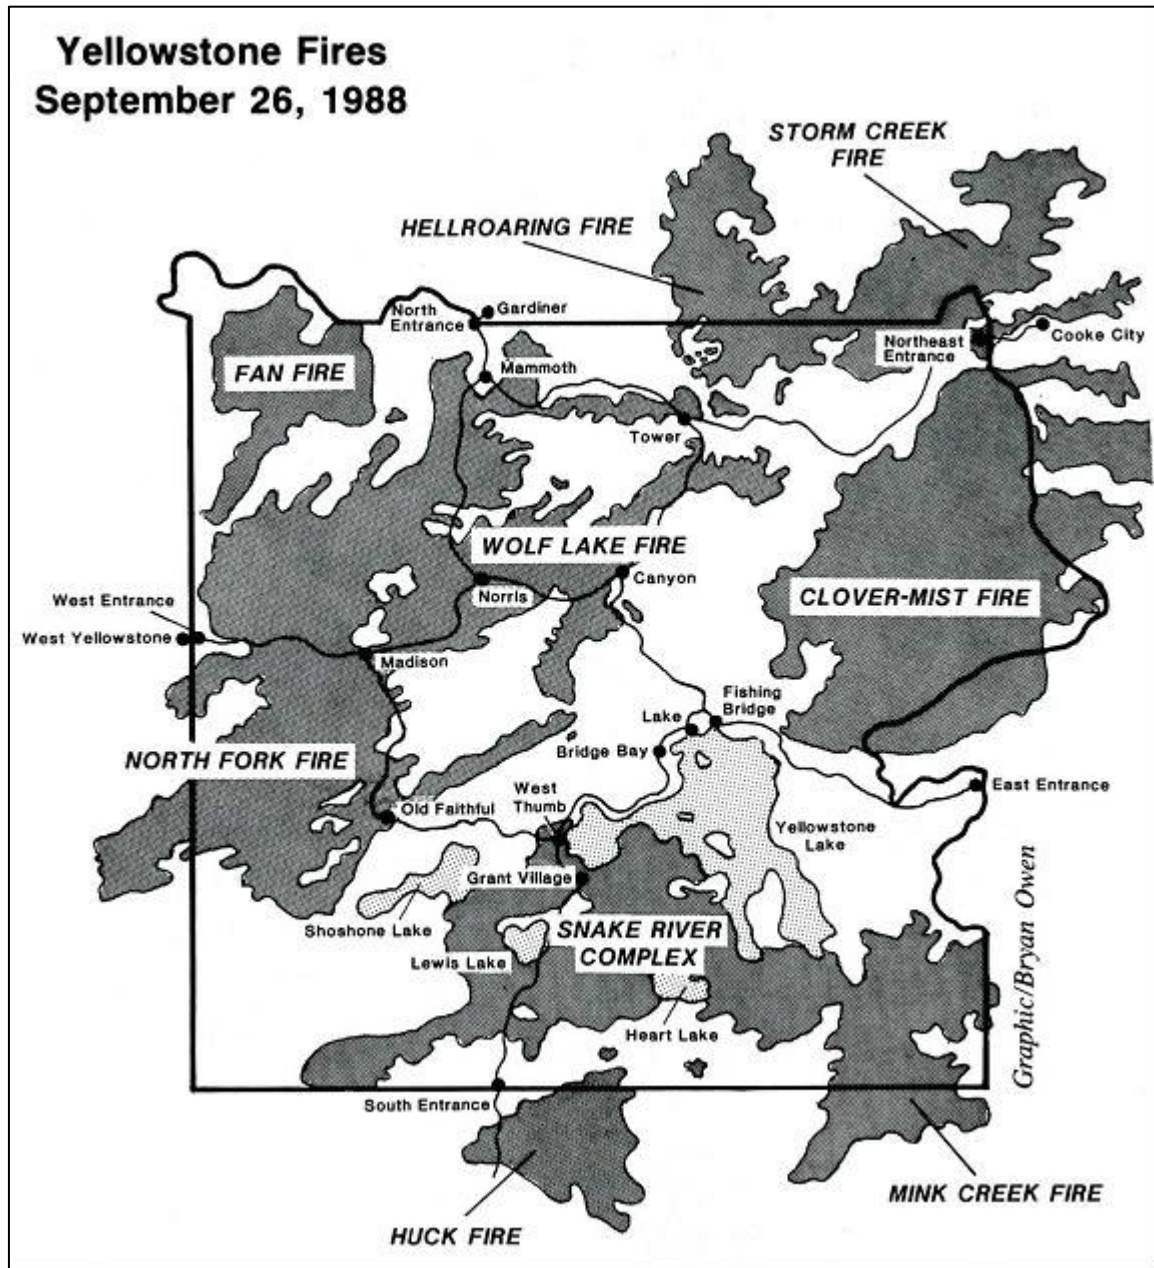 Yellowstone Fires
September 26, 1988
STORM CREEK
FIRE
HELLROARING FIRE
North
Entrance
Gardiner
Northeast
Entrance
Cooke City
FAN FIRE
Mammoth
Tower
WOLF LAKE FIRE
Canyon
Norris
CLOVER-MIST FIRE
West Entrance
West Yellowstone
Madison
Fishing
Bridge
Lake
Bridge Bay
NORTH FORK FIRE
West
Thumb
East Entrance
Old Faithful
Yellowstone
Lake
Grant Village
Shoshone Lake
SNAKE RIVER
COMPLEX
Lewis Lake
Heart Lake
Graphic/Bryan Owen
South Entrance
MINK CREEK FIRE
HUCK FIRE